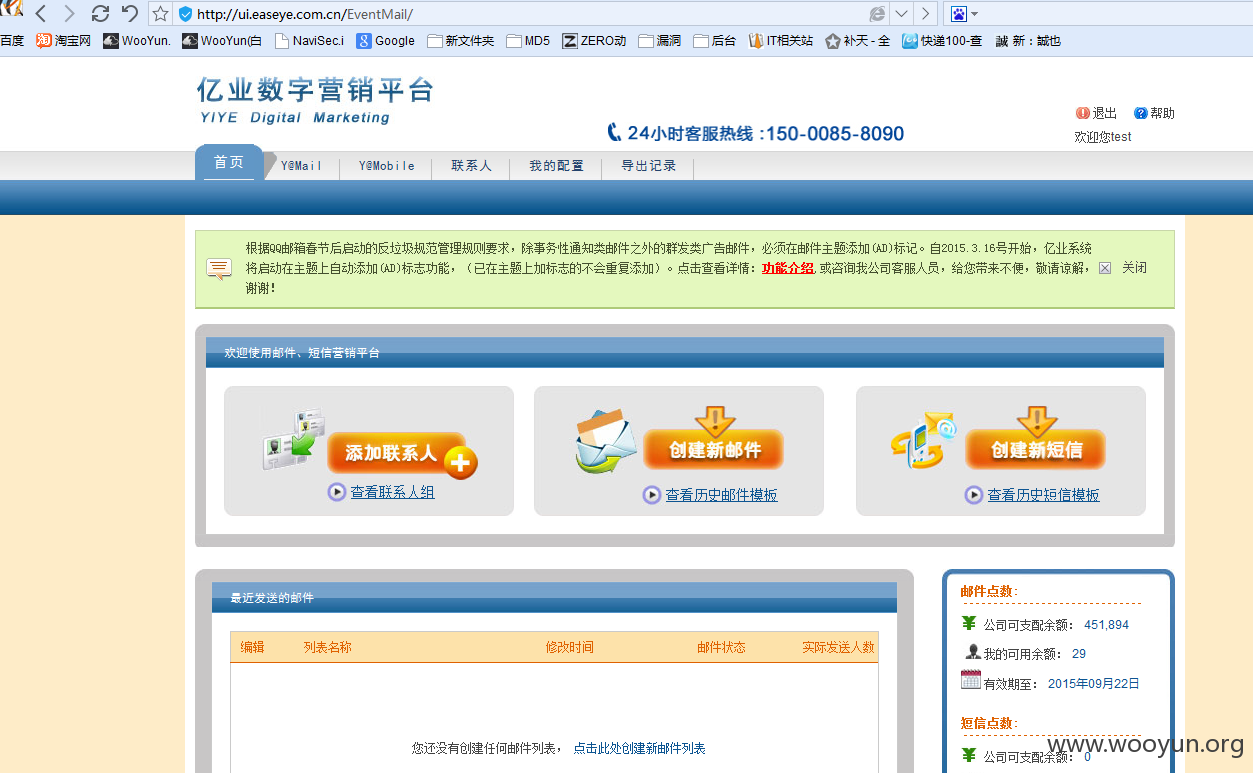 http://ui.easeye.com.cn/EventMail/
百度 淘宝网 WooYun. WooYun(白 NaviSec.i Google 新文件夹 MD5 ZERO动 漏洞 后台 IT相关站 补天 - 全 快递100-查 誠 新：誠也
亿业数字营销平台
YIYE Digital Marketing
24小时客服热线 :150-0085-8090
退出 帮助
欢迎您test
首页 Y@Mail Y@Mobile 联系人 我的配置 导出记录
根据QQ邮箱春节后启动的反垃圾规范管理规则要求，除事务性通知类邮件之外的群发类广告邮件，必须在邮件主题添加(AD)标记。自2015.3.16号开始，亿业系统
将启动在主题上自动添加(AD)标志功能，（已在主题上加标志的不会重复添加）。点击查看详情：功能介绍,或咨询我公司客服人员，给您带来不便，敬请谅解， 关闭
谢谢！
欢迎使用邮件、短信营销平台
添加联系人
查看联系人组
创建新邮件
查看历史邮件模板
创建新短信
查看历史短信模板
最近发送的邮件
编辑 列表名称 修改时间 邮件状态 实际发送人数
您还没有创建任何邮件列表， 点击此处创建新邮件列表
邮件点数：
公司可支配余额： 451,894
我的可用余额： 29
有效期至： 2015年09月22日
短信点数：
公司可支配余额： 0
www.wooyun.org